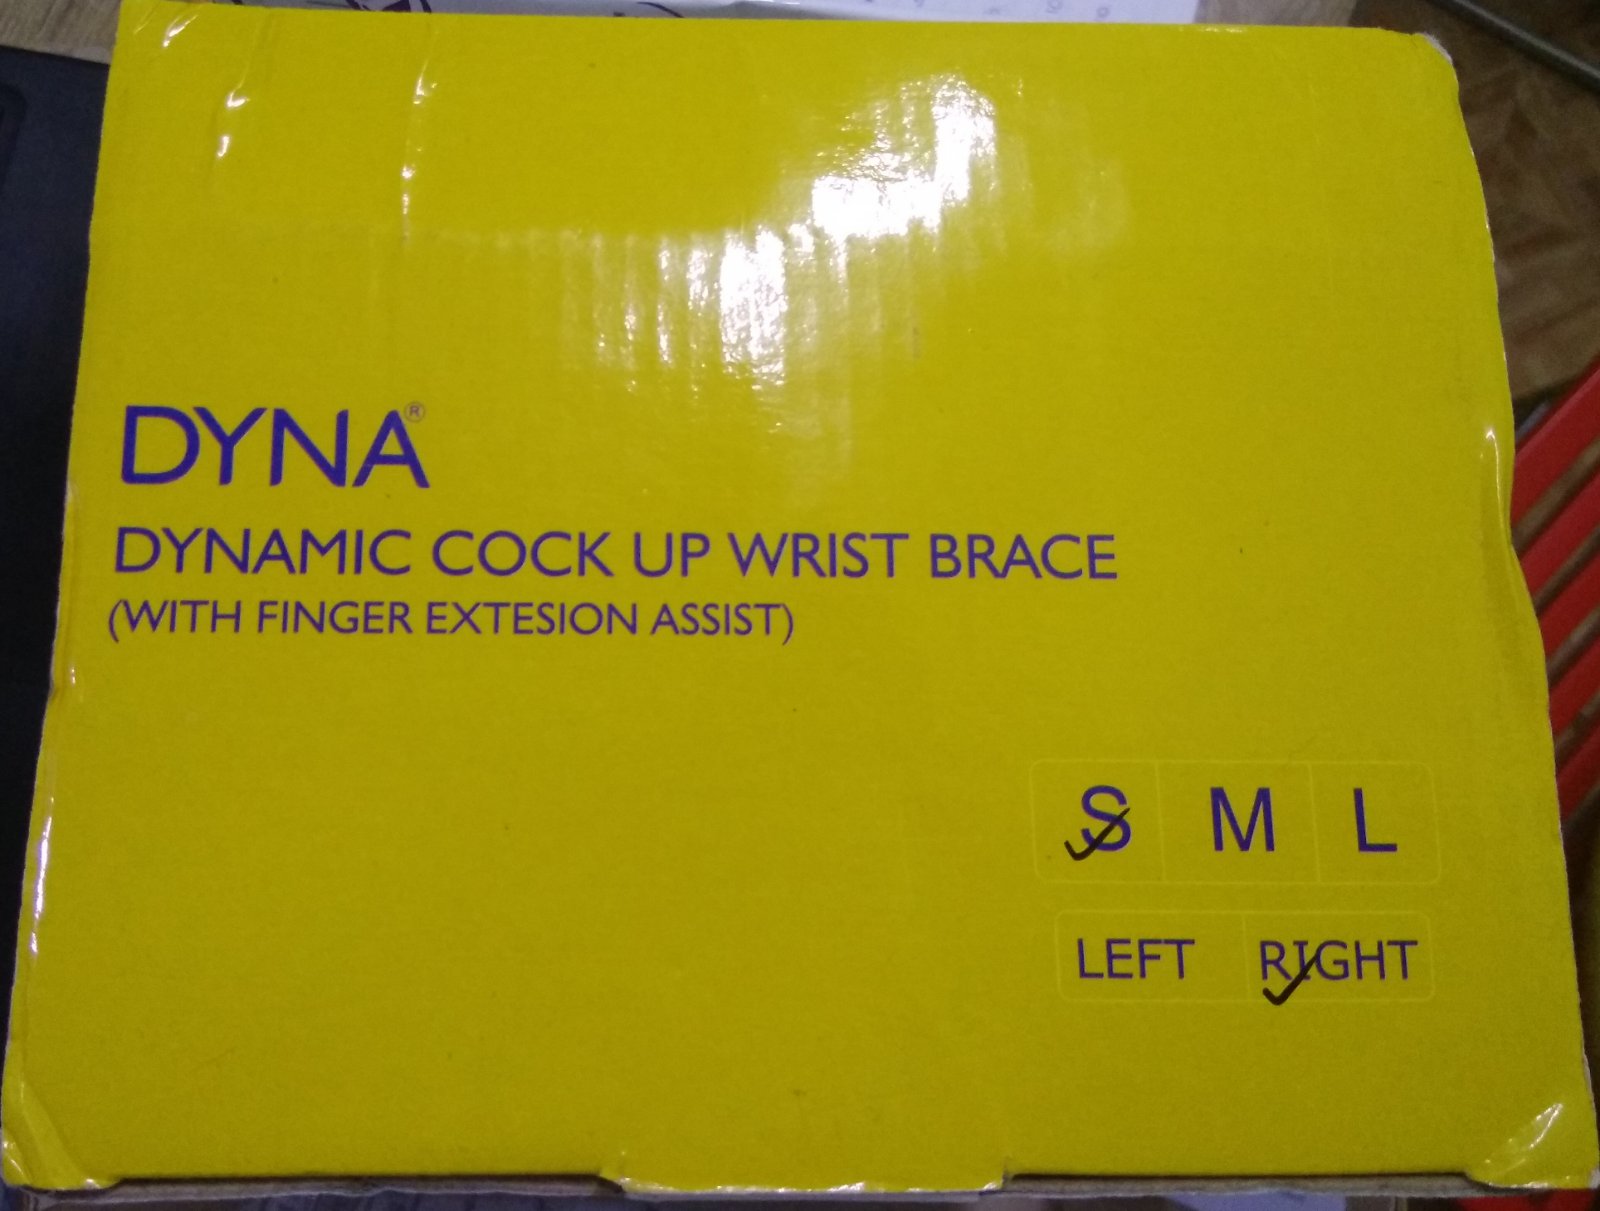 DYNA®
DYNAMIC COCK UP WRIST BRACE
(WITH FINGER EXTESION ASSIST)
S M L
LEFT RIGHT